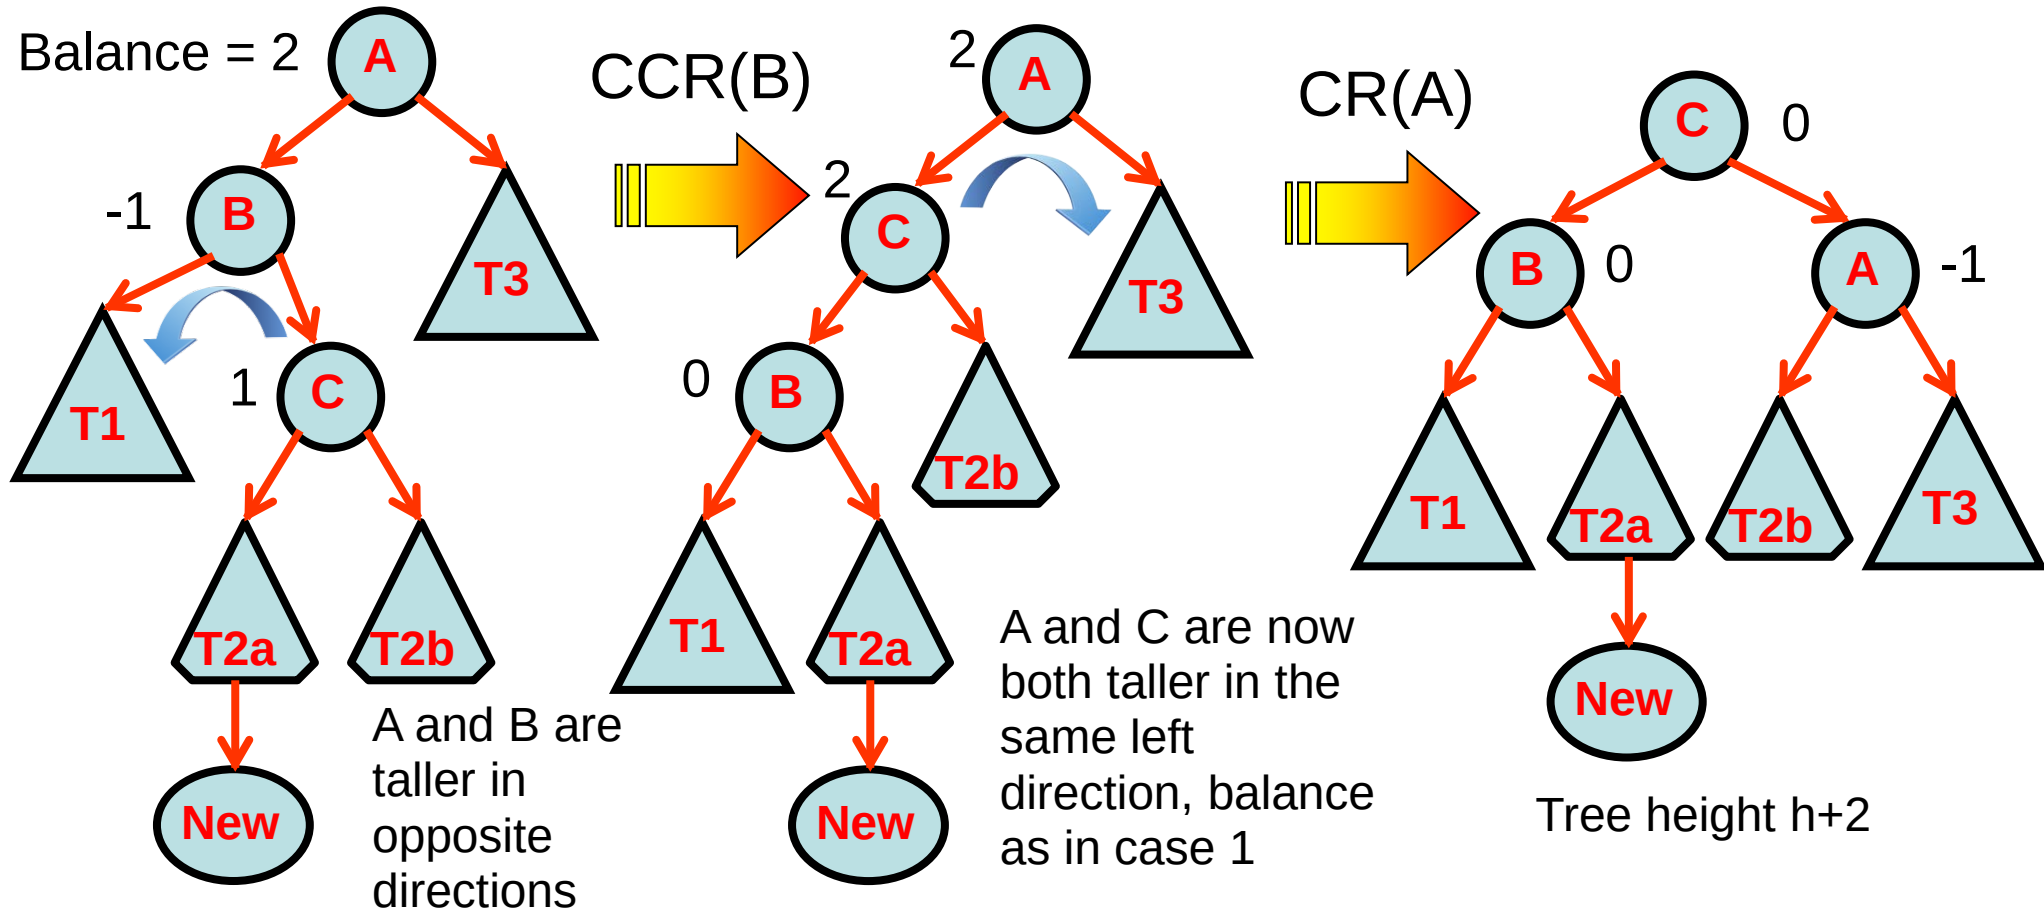 Balance = 2
A
-1
B
T3
T1
1
C
T2a
T2b
New
A and B are
taller in
opposite
directions
CCR(B)
2
A
2
C
T3
0
B
T2b
T1
T2a
New
A and C are now
both taller in the
same left
direction, balance
as in case 1
CR(A)
C
0
B
0
A
-1
T1
T2a
T2b
T3
New
Tree height h+2